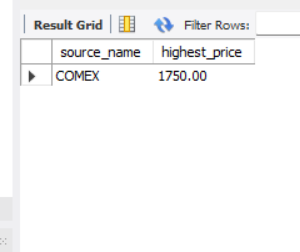 Result Grid Filter Rows:
source_name highest_price
COMEX 1750.00